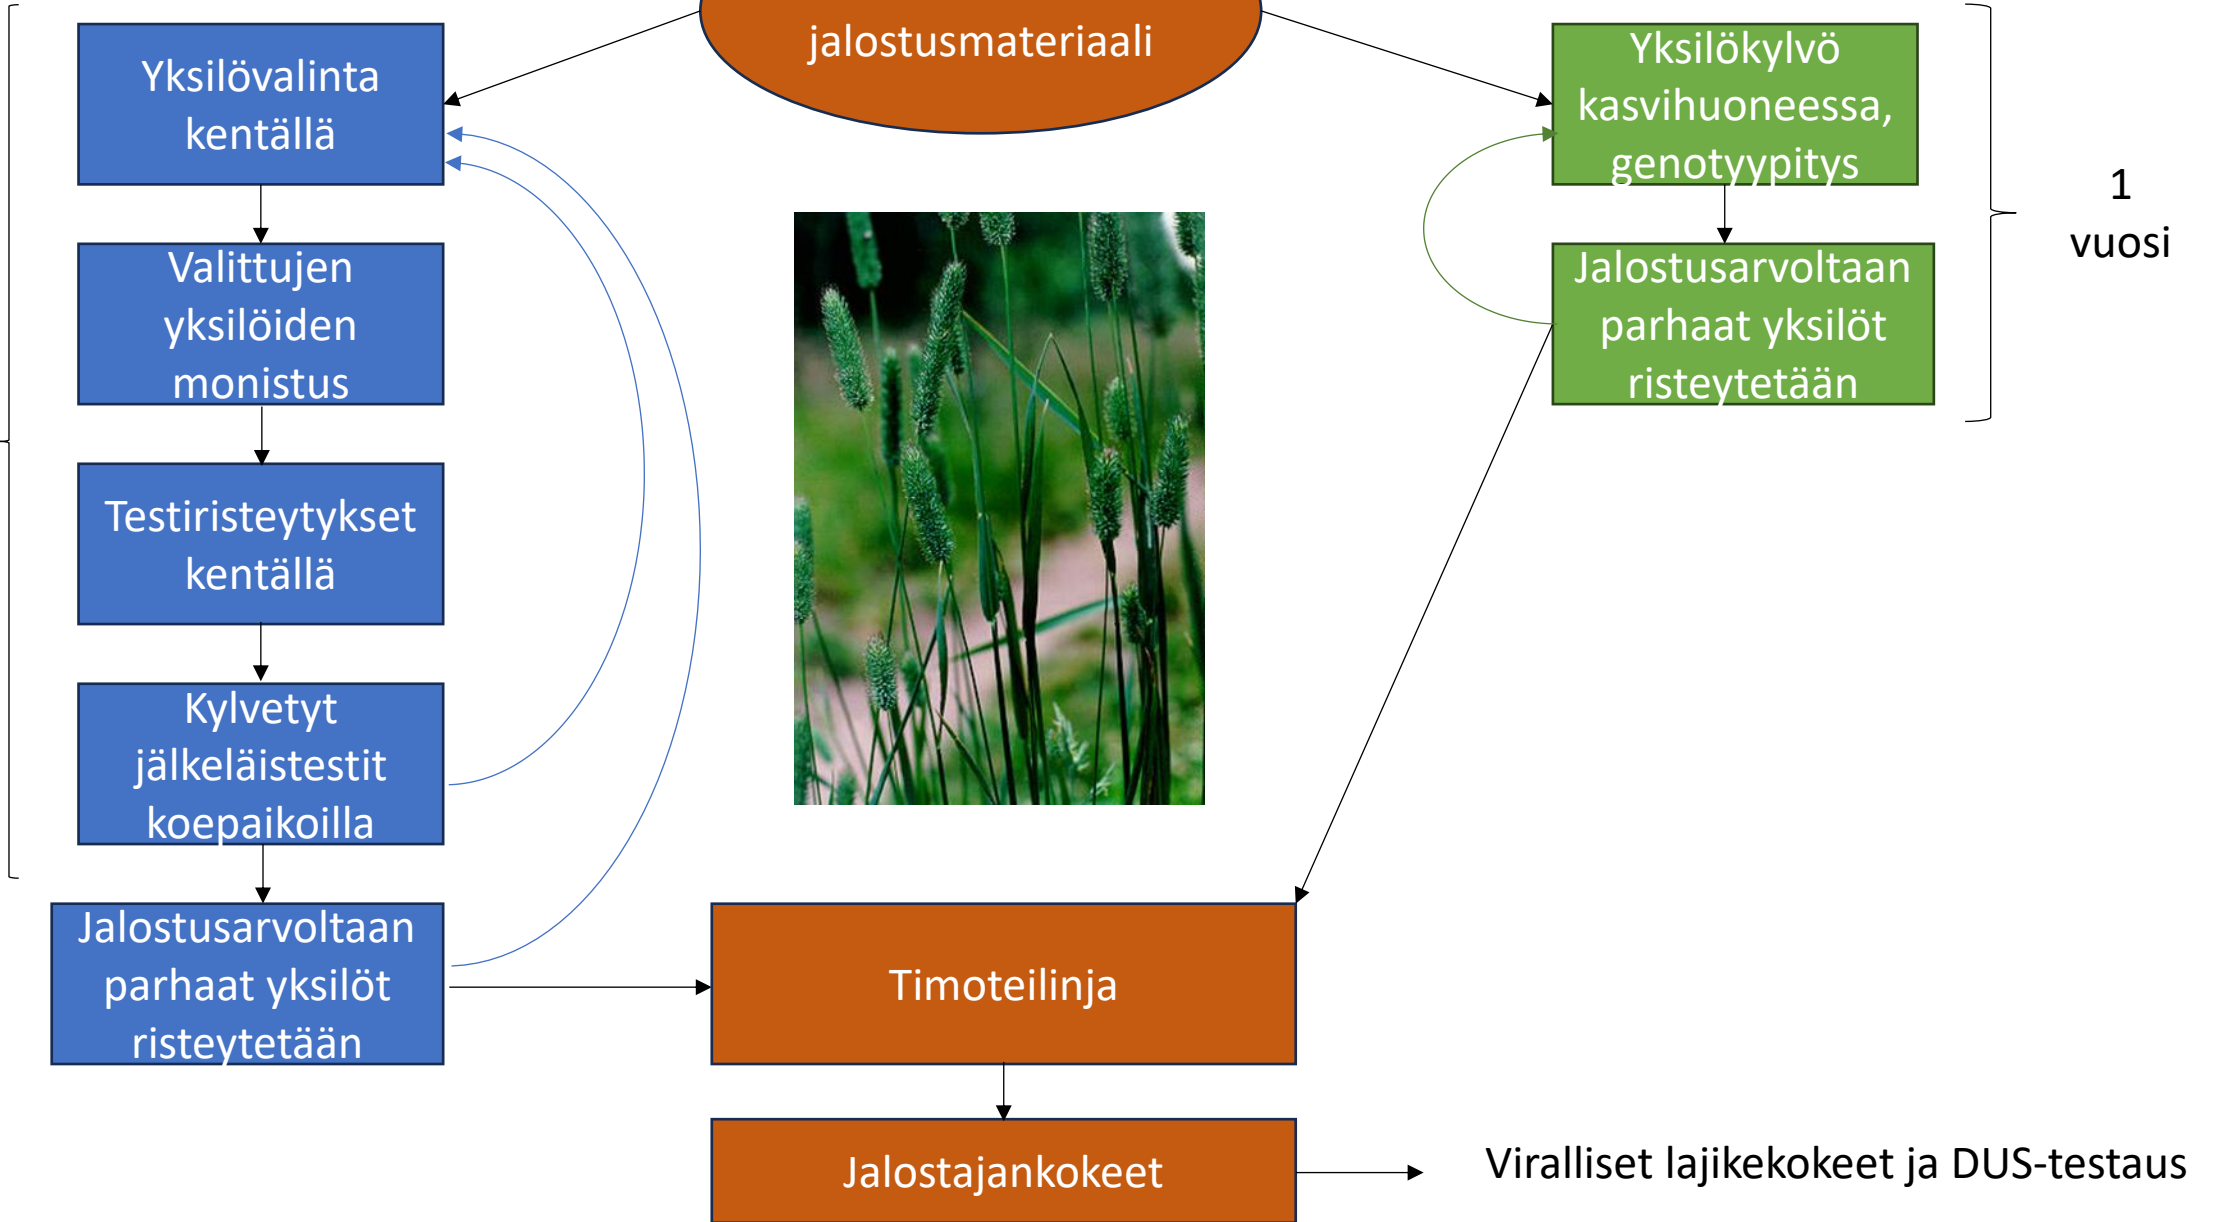 jalostusmateriaali
Yksilövalinta
kentällä
Valittujen
yksilöiden
monistus
Testiristeytykset
kentällä
Kylvetyt
jälkeläistestit
koepaikoilla
Jalostusarvoltaan
parhaat yksilöt
risteytetään
Yksilökylvö
kasvihuoneessa,
genotyypitys
Jalostusarvoltaan
parhaat yksilöt
risteytetään
1
vuosi
Timoteilinja
Jalostajankokeet
Viralliset lajikekokeet ja DUS-testaus